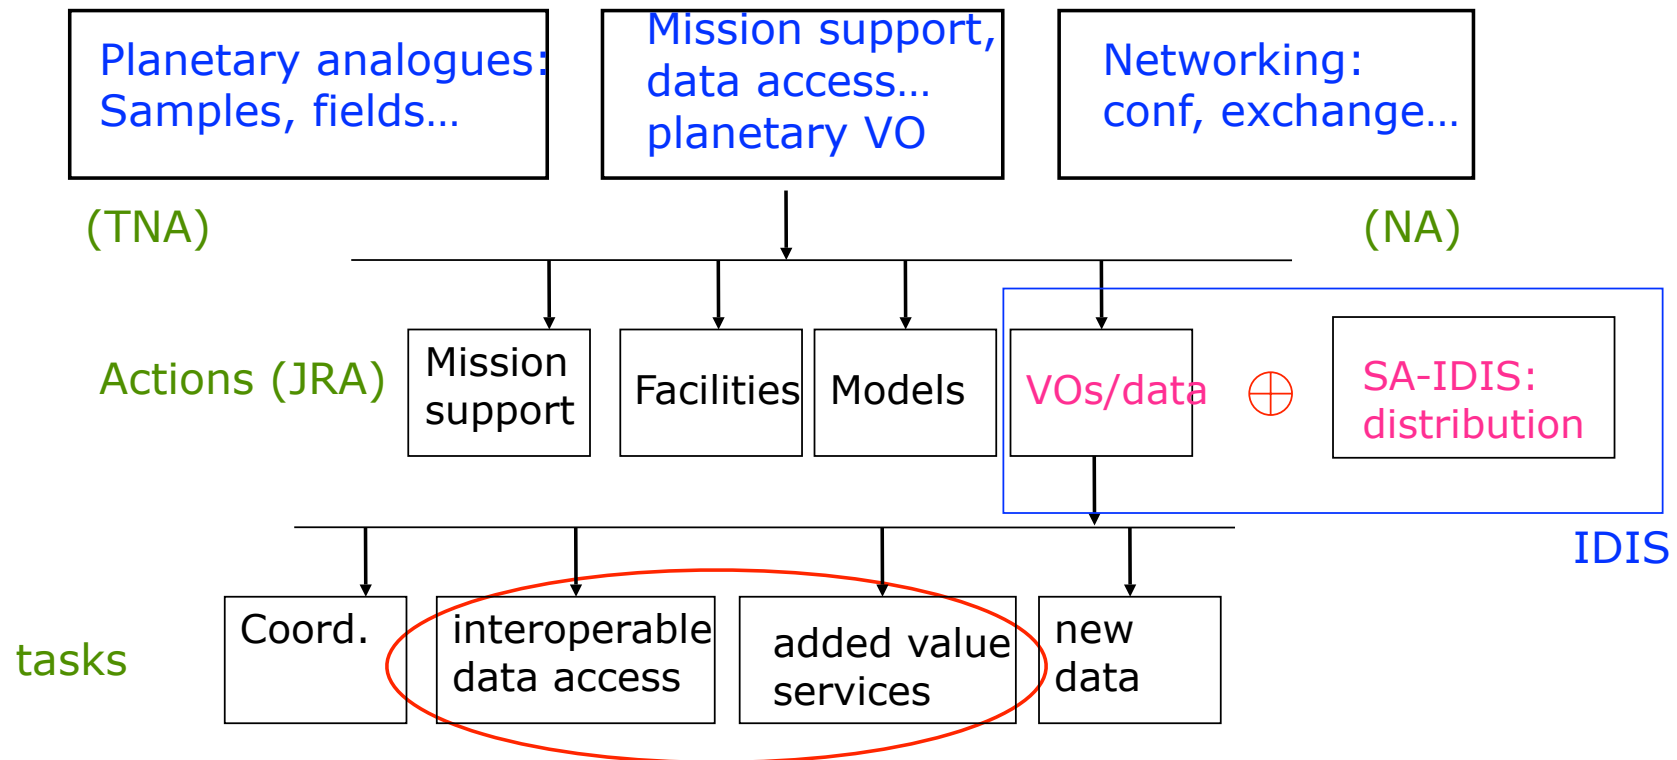 Planetary analogues:
Samples, fields…
Mission support,
data access…
planetary VO
Networking:
conf, exchange…
(TNA)
(NA)
Actions (JRA)
Mission
support
Facilities
Models
VOs/data
SA-IDIS:
distribution
IDIS
tasks
Coord.
interoperable
data access
added value
services
new
data